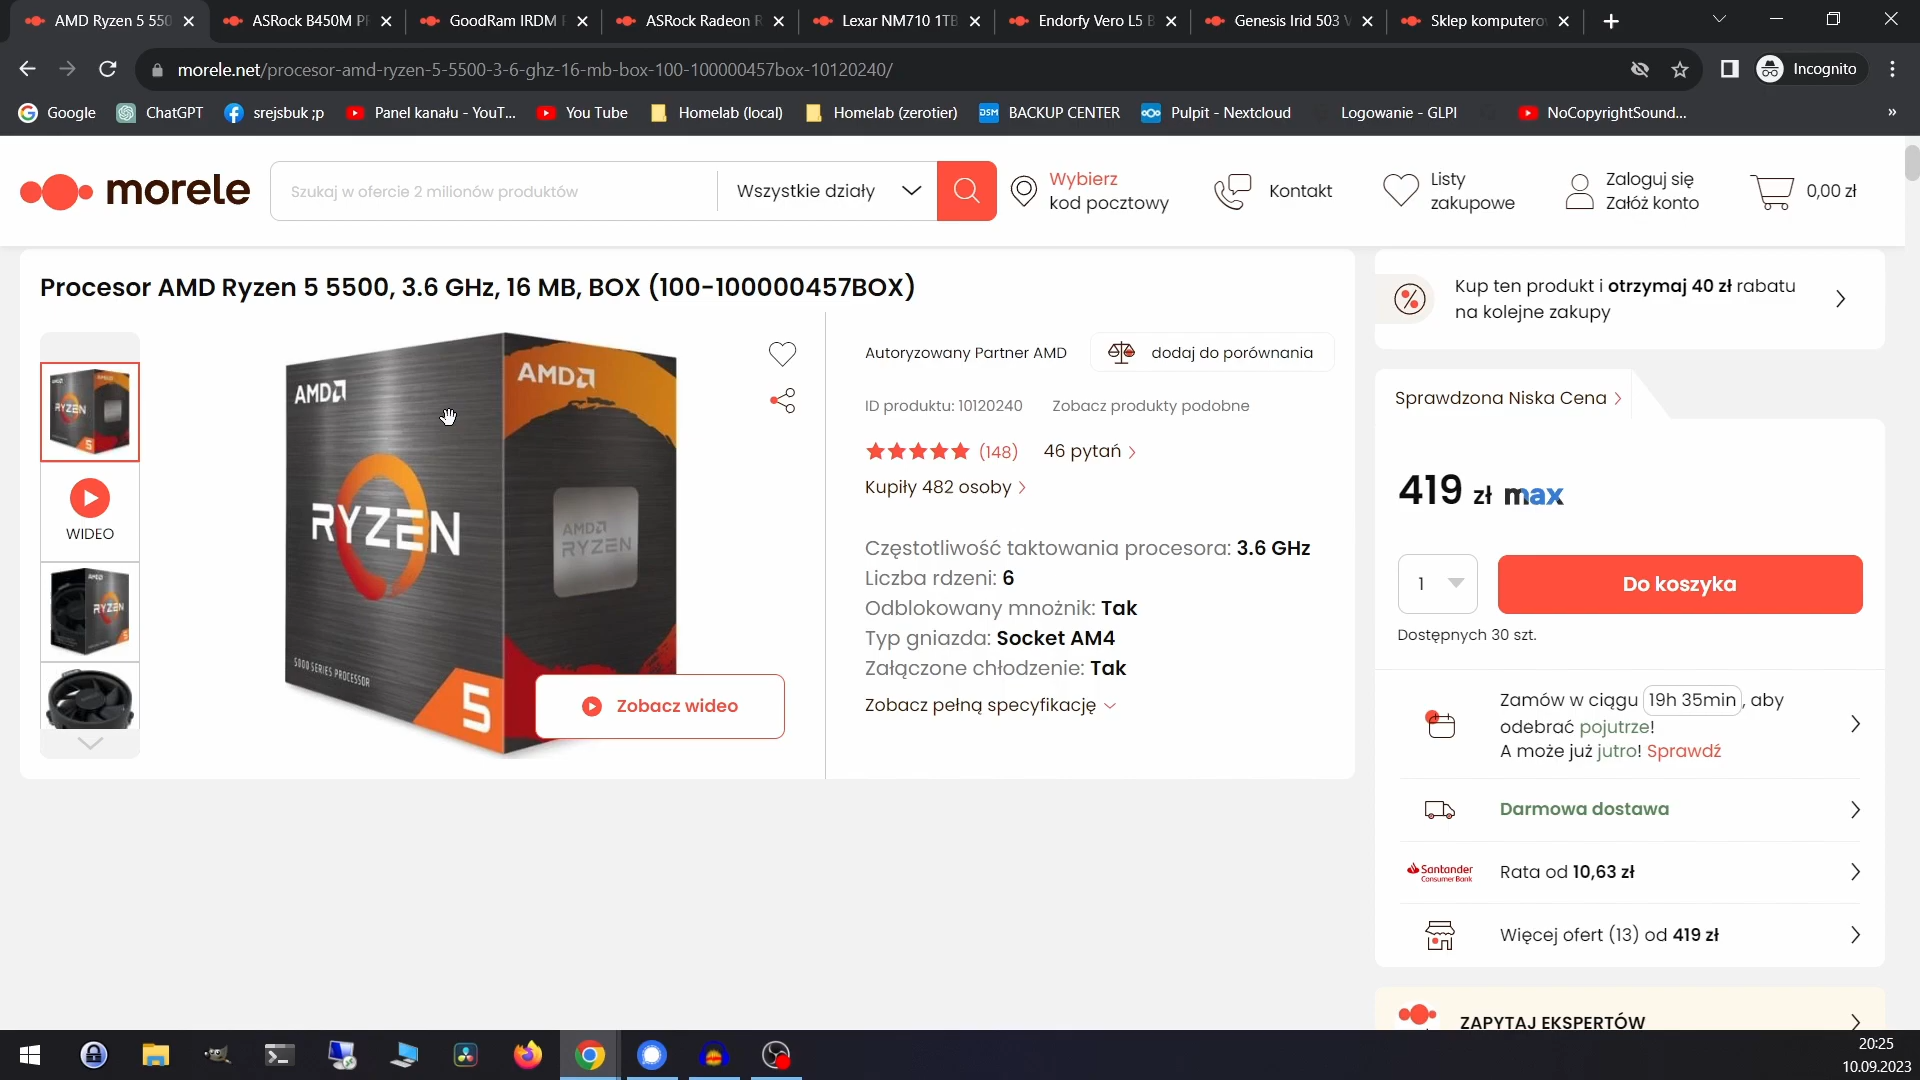 AMD Ryzen 5 550
ASRock B450M P
GoodRam IRDM
ASRock Radeon R
Lexar NM710 1TB
Endorfy Vero L5 B
Genesis Irid 503 V
Sklep komputero
morele.net/procesor-amd-ryzen-5-5500-3-6-ghz-16-mb-box-100-100000457box-10120240/
Incognito
Google
ChatGPT
srejsbuk ;p
Panel kanału - YouT...
You Tube
Homelab (local)
Homelab (zerotier)
DSM
BACKUP CENTER
Pulpit - Nextcloud
Logowanie - GLPI
NoCopyrightSound...
»
morele
Szukaj w ofercie 2 milionów produktów
Wszystkie działy
Wybierz
kod pocztowy
Kontakt
Listy
zakupowe
Zaloguj się
Załóż konto
0,00 zł
Procesor AMD Ryzen 5 5500, 3.6 GHz, 16 MB, BOX (100-100000457BOX)
WIDEO
AMD
AMD
RYZEN
AMD
RYZEN
5000 SERIES PROCESSOR
5
Zobacz wideo
Autoryzowany Partner AMD
dodaj do porównania
ID produktu: 10120240
Zobacz produkty podobne
(148)
46 pytań
Kupiły 482 osoby
Częstotliwość taktowania procesora: 3.6 GHz
Liczba rdzeni: 6
Odblokowany mnożnik: Tak
Typ gniazda: Socket AM4
Załączone chłodzenie: Tak
Zobacz pełną specyfikację
Kup ten produkt i otrzymaj 40 zł rabatu
na kolejne zakupy
Sprawdzona Niska Cena
419 zł max
1
Do koszyka
Dostępnych 30 szt.
Zamów w ciągu 19h 35min, aby
odebrać pojutrze!
A może już jutro! Sprawdź
Darmowa dostawa
Santander
Consumer Bank
Rata od 10,63 zł
Więcej ofert (13) od 419 zł
ZAPYTAJ EKSPERTÓW
20:25
10.09.2023